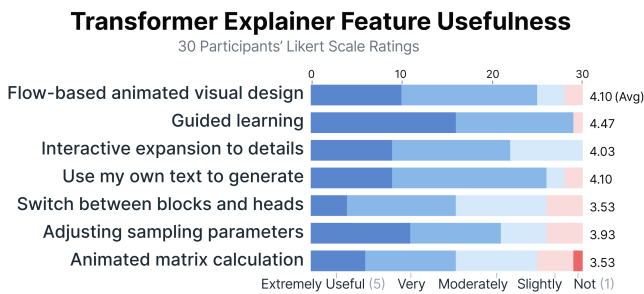 Transformer Explainer Feature Usefulness
30 Participants' Likert Scale Ratings
0 10 20 30
Flow-based animated visual design 4.10 (Avg)
Guided learning 4.47
Interactive expansion to details 4.03
Use my own text to generate 4.10
Switch between blocks and heads 3.53
Adjusting sampling parameters 3.93
Animated matrix calculation 3.53
Extremely Useful (5) Very Moderately Slightly Not (1)